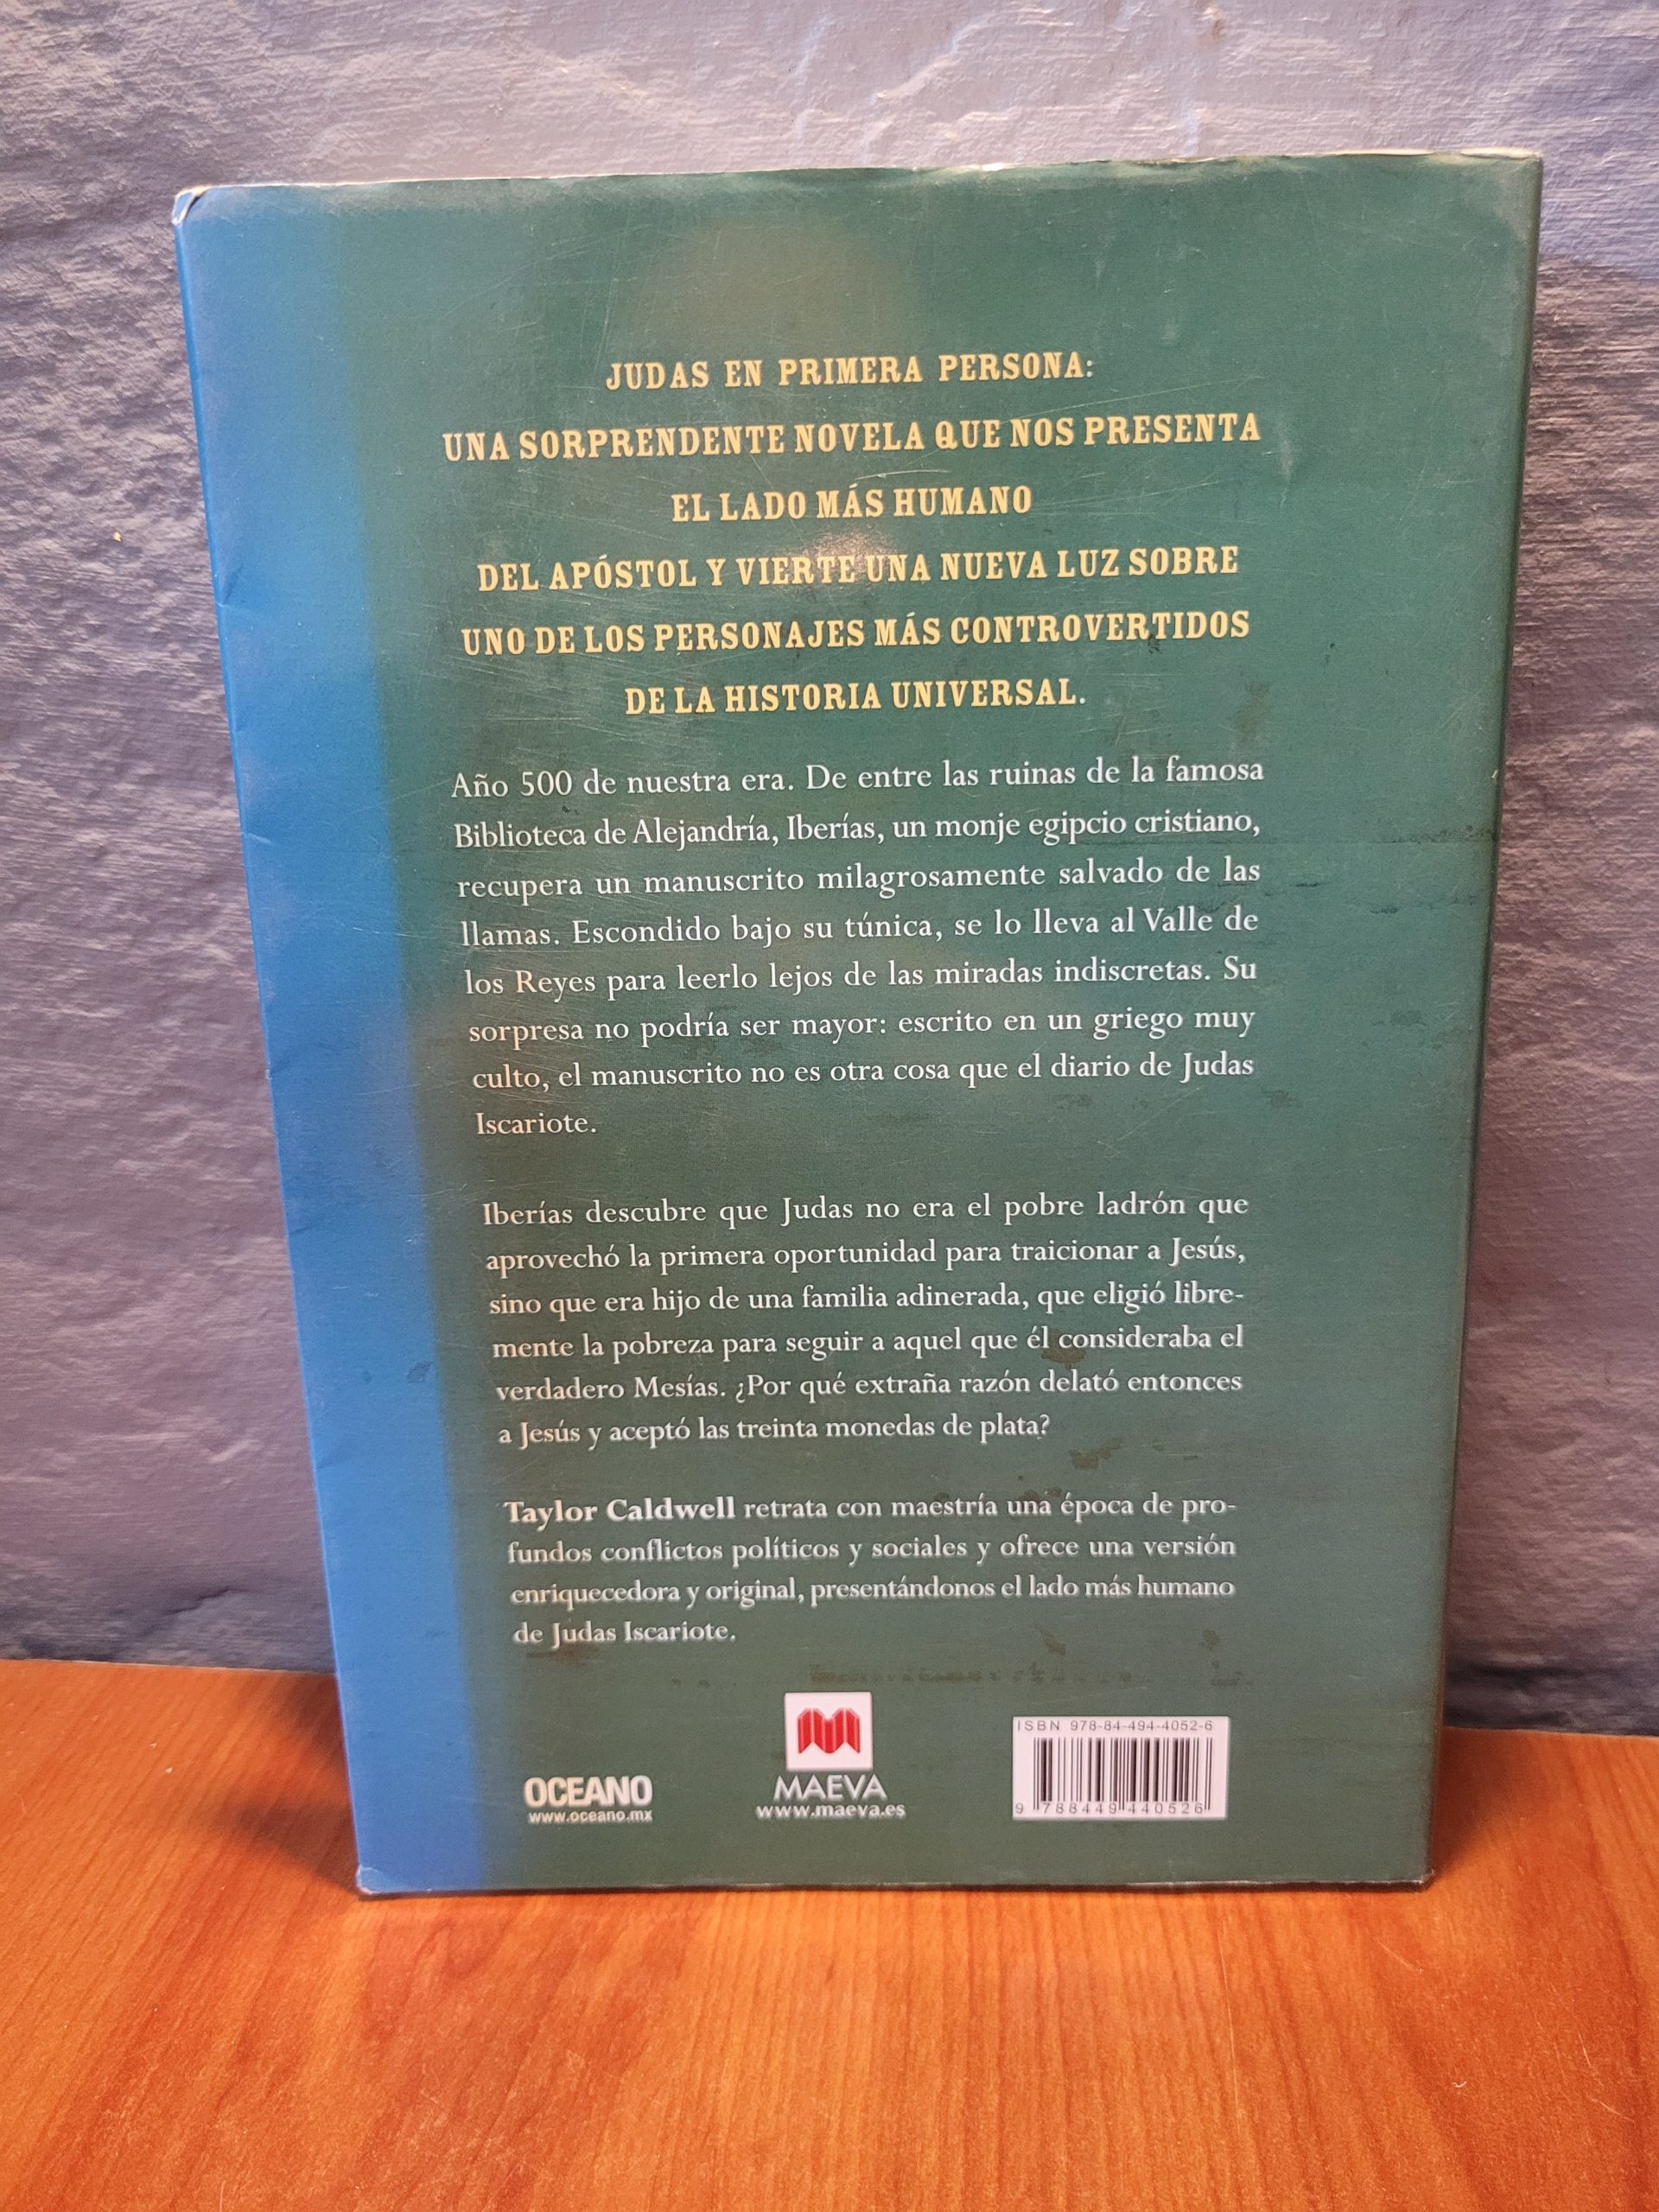 JUDAS EN PRIMERA PERSONA:
UNA SORPRENDENTE NOVELA QUE NOS PRESENTA
EL LADO MÁS HUMANO
DEL APÓSTOL Y VIERTE UNA NUEVA LUZ SOBRE
UNO DE LOS PERSONAJES MÁS CONTROVERTIDOS
DE LA HISTORIA UNIVERSAL.
Año 500 de nuestra era. De entre las ruinas de la famosa
Biblioteca de Alejandría, Iberías, un monje egipcio cristiano,
recupera un manuscrito milagrosamente salvado de las
llamas. Escondido bajo su túnica, se lo lleva al Valle de
los Reyes para leerlo lejos de las miradas indiscretas. Su
sorpresa no podría ser mayor: escrito en un griego muy
culto, el manuscrito no es otra cosa que el diario de Judas
Iscariote.
Iberías descubre que Judas no era el pobre ladrón que
aprovechó la primera oportunidad para traicionar a Jesús,
sino que era hijo de una familia adinerada, que eligió libre-
mente la pobreza para seguir a aquel que él consideraba el
verdadero Mesías. ¿Por qué extraña razón delató entonces
a Jesús y aceptó las treinta monedas de plata?
Taylor Caldwell retrata con maestría una época de pro-
fundos conflictos políticos y sociales y ofrece una versión
enriquecedora y original, presentándonos el lado más humano
de Judas Iscariote.
OCEANO
www.oceano.mx
MAEVA
www.maeva.es
ISBN 978-84-494-4052-6
9 788449 440526